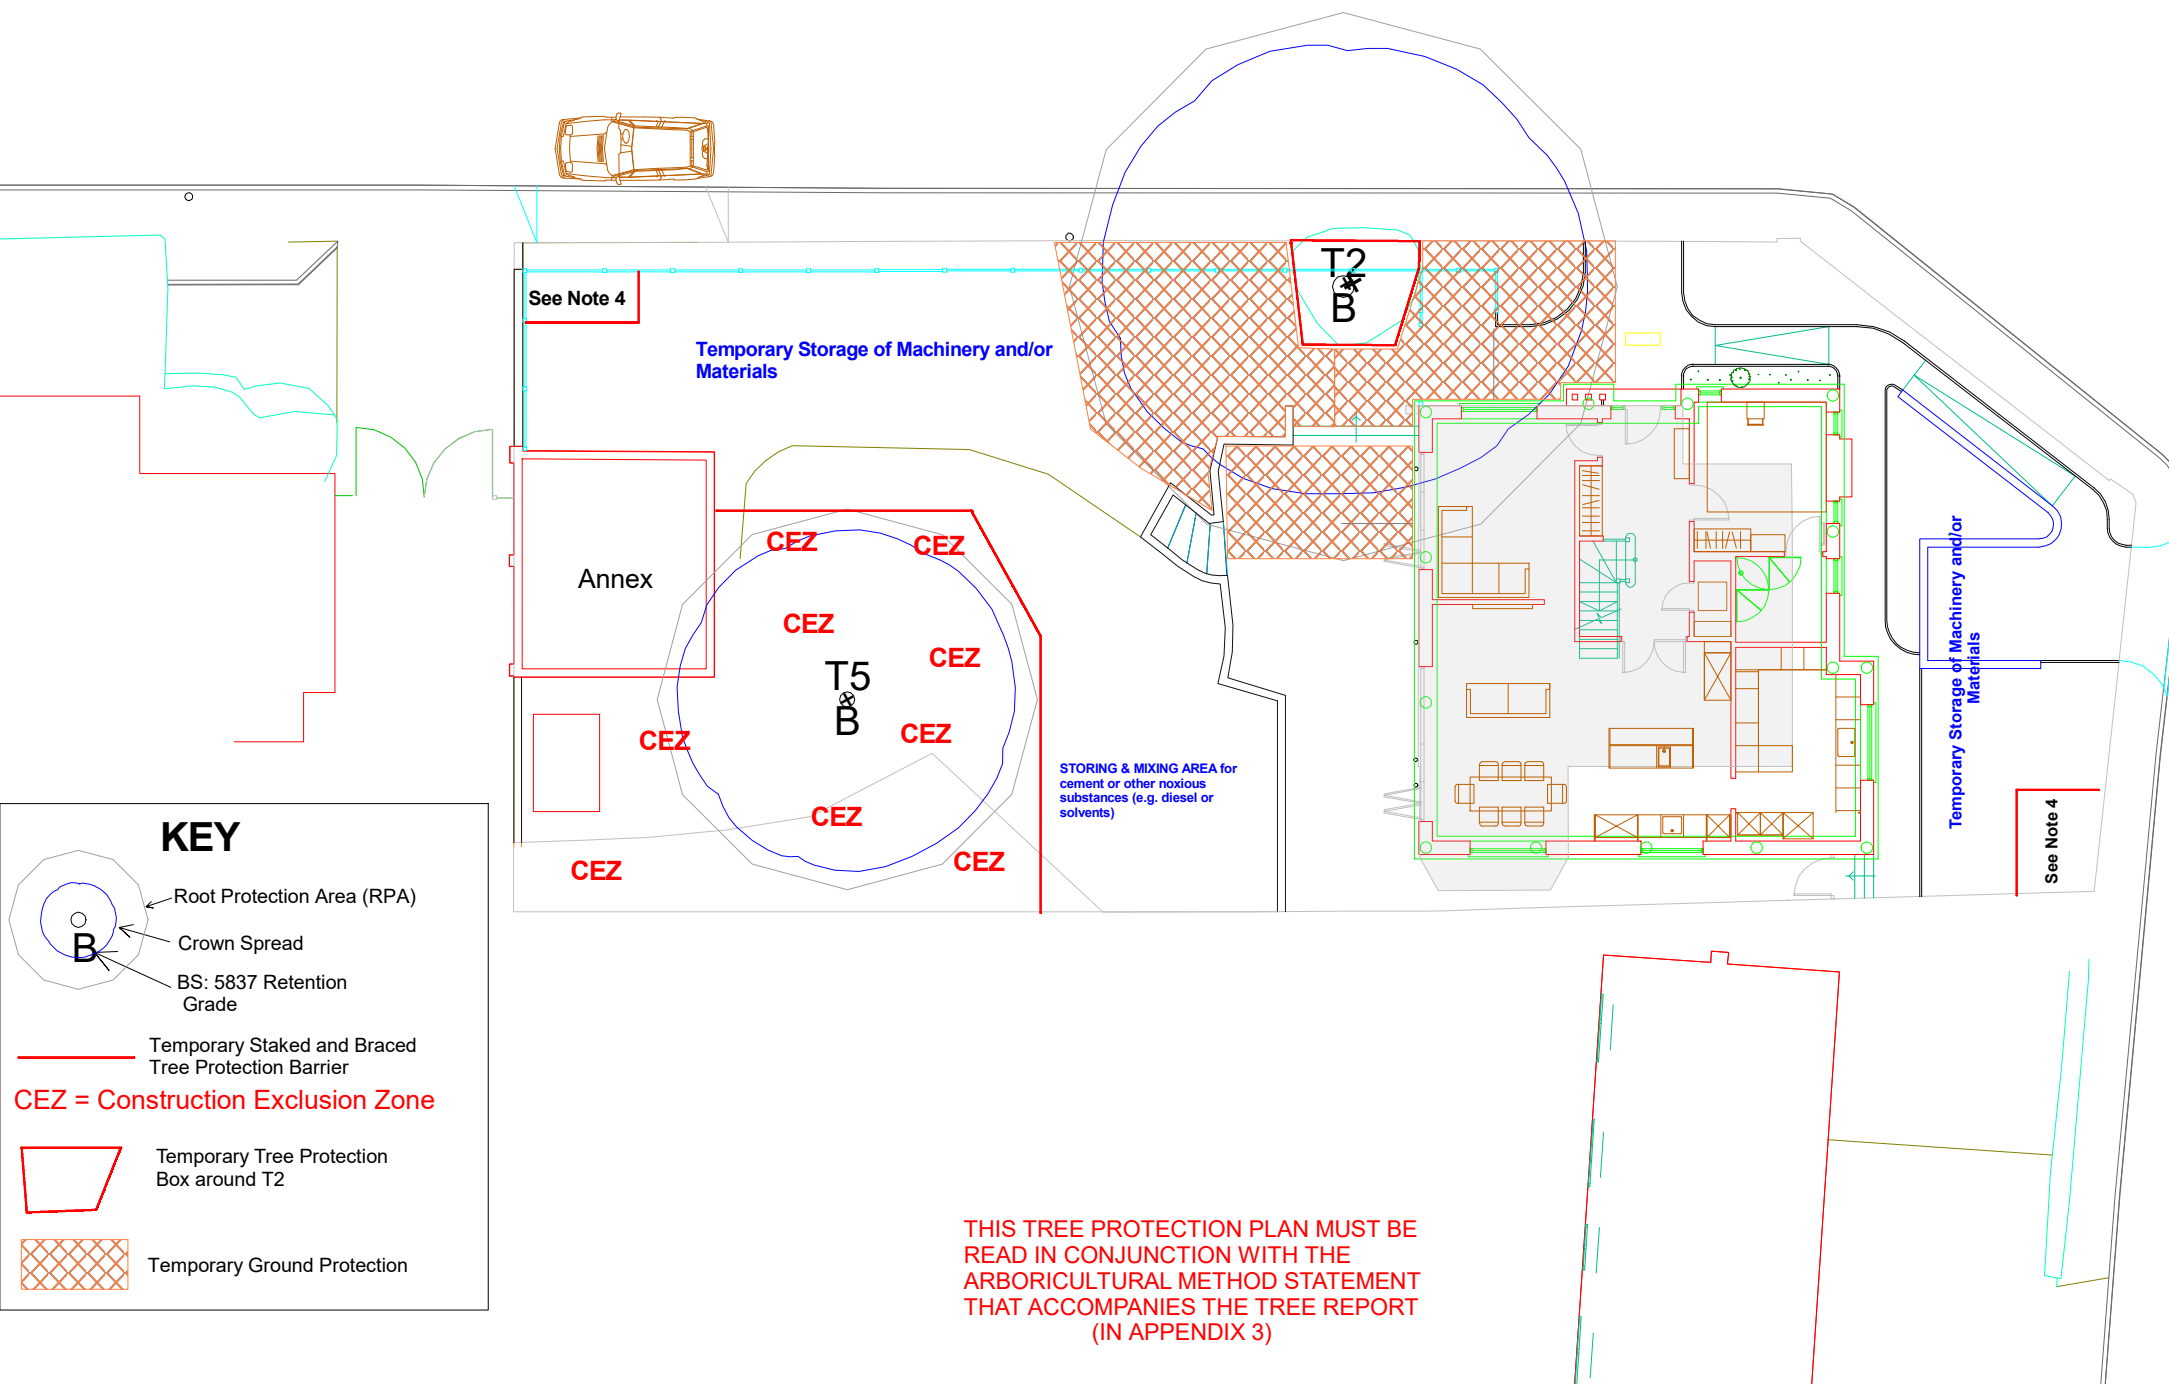 T2
B
See Note 4
Temporary Storage of Machinery and/or
Materials
CEZ
CEZ
Annex
CEZ
CEZ
T5
B
CEZ
CEZ
CEZ
CEZ
CEZ
STORING & MIXING AREA for
cement or other noxious
substances (e.g. diesel or
solvents)
Temporary Storage of Machinery and/or
Materials
See Note 4
KEY
Root Protection Area (RPA)
Crown Spread
B
BS: 5837 Retention
Grade
Temporary Staked and Braced
Tree Protection Barrier
CEZ = Construction Exclusion Zone
Temporary Tree Protection
Box around T2
Temporary Ground Protection
THIS TREE PROTECTION PLAN MUST BE
READ IN CONJUNCTION WITH THE
ARBORICULTURAL METHOD STATEMENT
THAT ACCOMPANIES THE TREE REPORT
(IN APPENDIX 3)